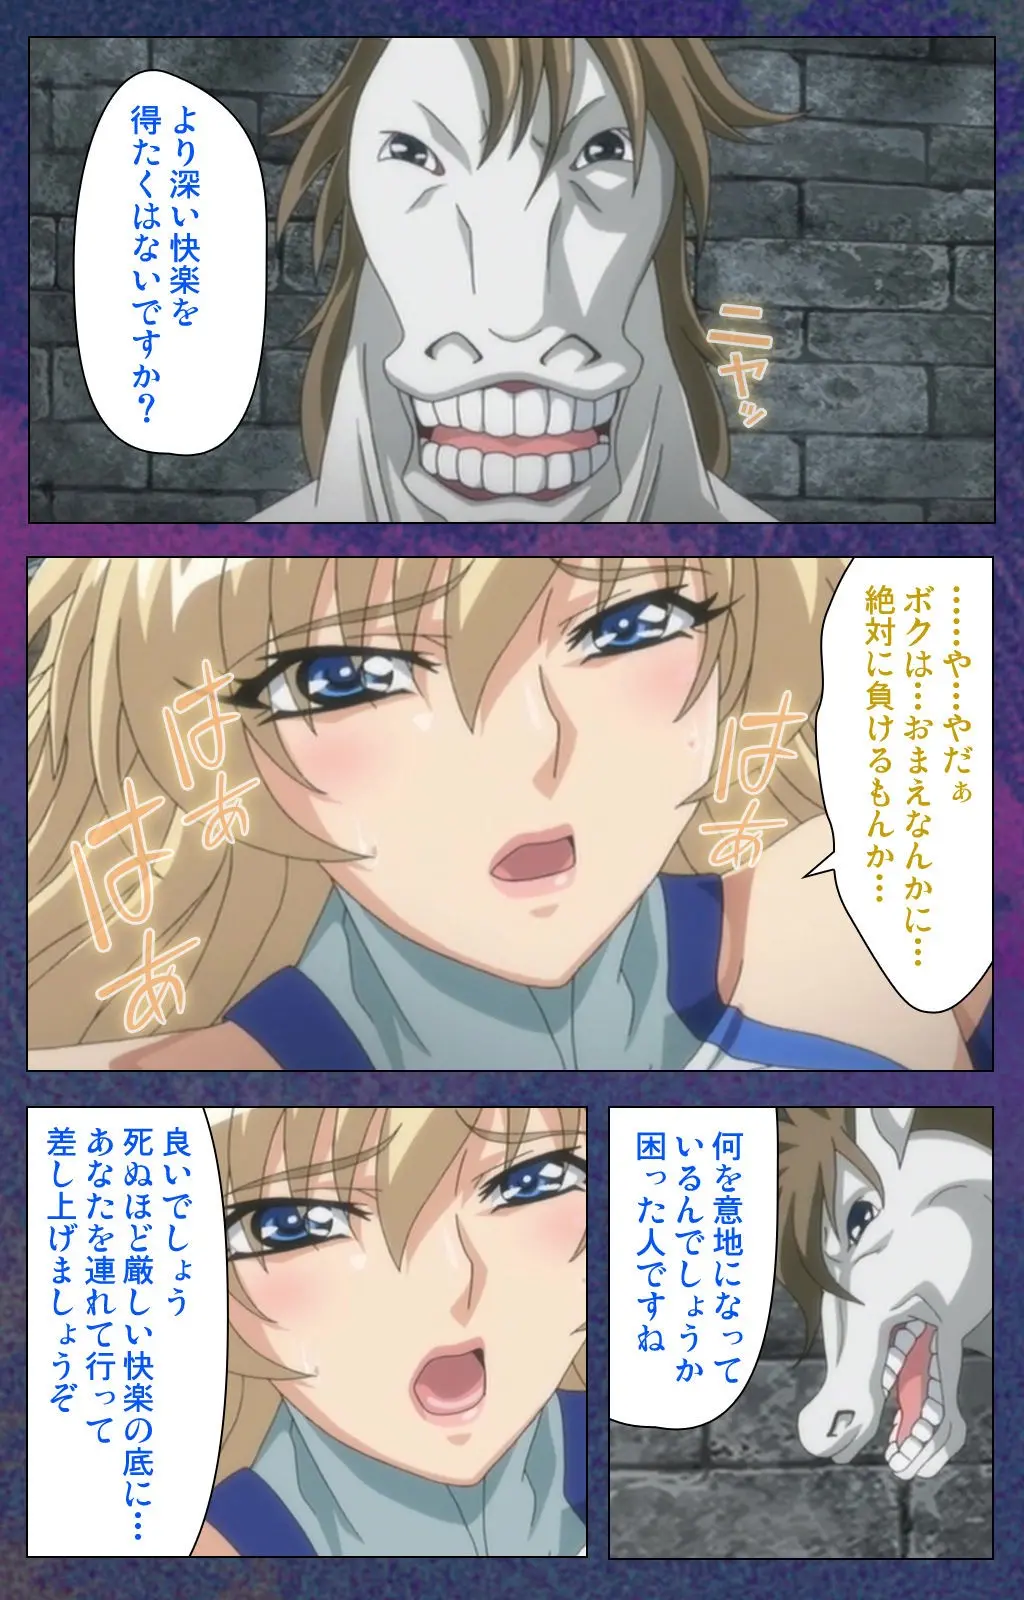 より深い快楽を
得たくはないですか？
ニヤッ
……や…やだぁ
ボクは…おまえなんかに…
絶対に負けるもんか…
はぁ
はぁ
はぁ
何を意地になって
いるんでしょうか
困った人ですね
良いでしょう
死ぬほど厳しい快楽の底に…
あなたを連れて行って
差し上げましょうぞ